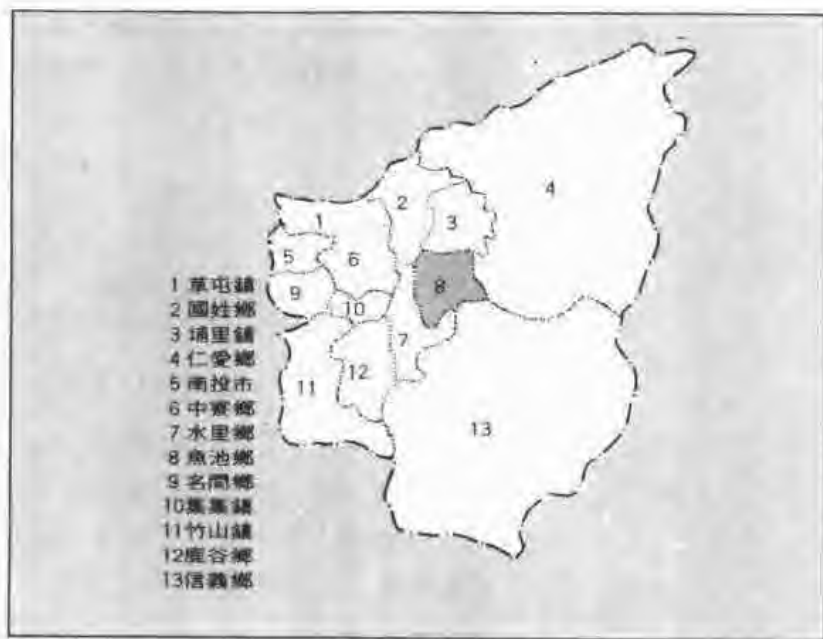 4
2
3
1
5
6
8
9
10
7
11
12
13
1 草屯鎮
2 國姓鄉
3 埔里鎮
4 仁愛鄉
5 南投市
6 中寮鄉
7 水里鄉
8 魚池鄉
9 名間鄉
10集集鎮
11竹山鎮
12鹿谷鄉
13信義鄉